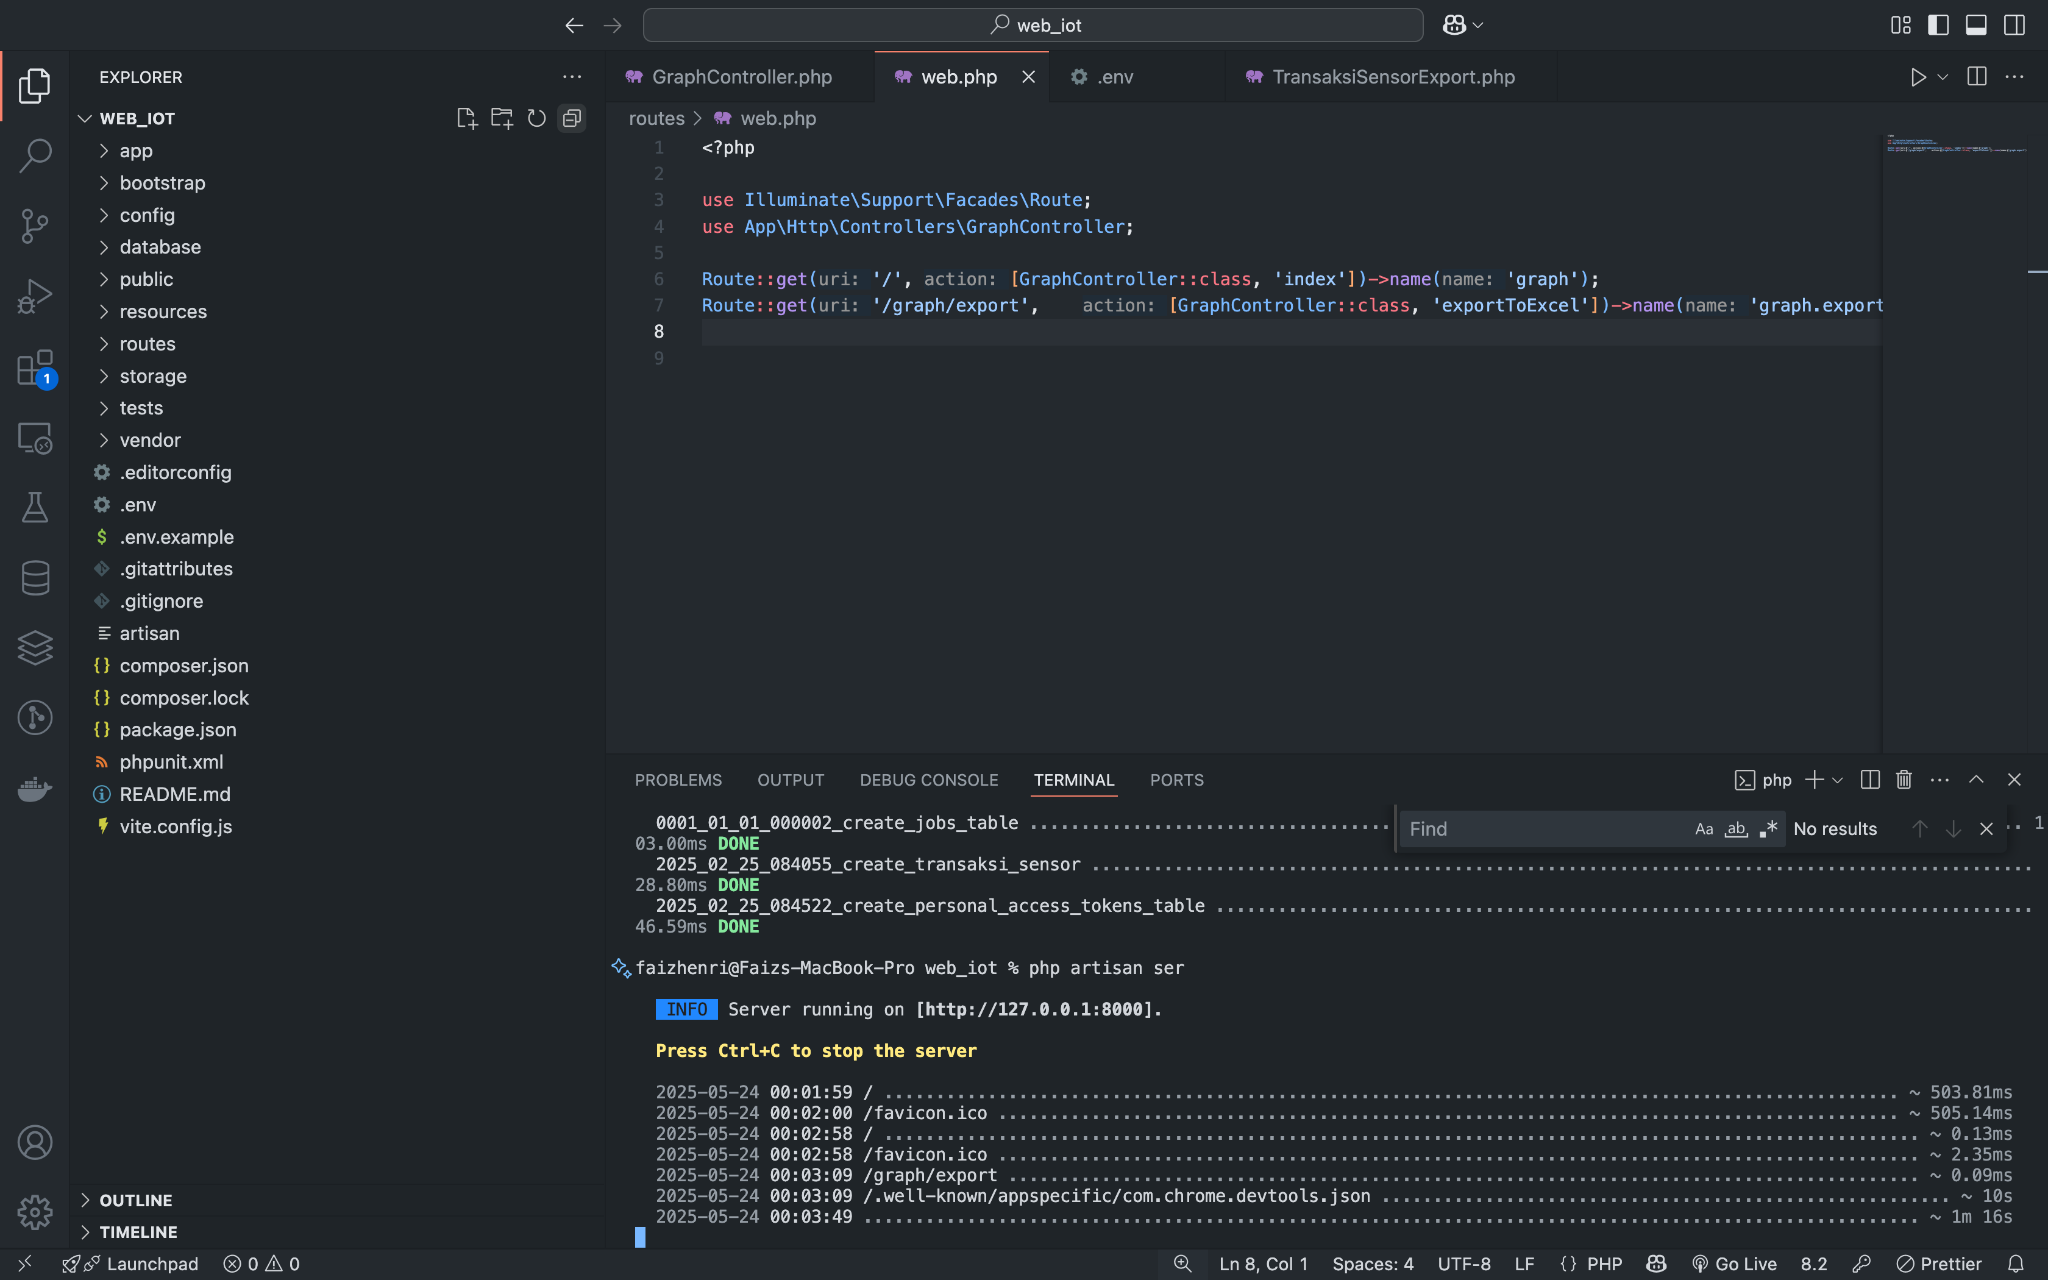 web_iot
EXPLORER
WEB_IOT
app
bootstrap
config
database
public
resources
routes
storage
tests
vendor
.editorconfig
.env
.env.example
.gitattributes
.gitignore
artisan
composer.json
composer.lock
package.json
phpunit.xml
README.md
vite.config.js
OUTLINE
TIMELINE
1
GraphController.php
web.php
.env
TransaksiSensorExport.php
routes > web.php
1 <?php
2
3 use Illuminate\Support\Facades\Route;
4 use App\Http\Controllers\GraphController;
5
6 Route::get(uri: '/', action: [GraphController::class, 'index'])->name(name: 'graph');
7 Route::get(uri: '/graph/export', action: [GraphController::class, 'exportToExcel'])->name(name: 'graph.export
8
9
PROBLEMS OUTPUT DEBUG CONSOLE TERMINAL PORTS
php
Find Aa ab .* No results
0001_01_01_000002_create_jobs_table ................................... .. 1
03.00ms DONE
2025_02_25_084055_create_transaksi_sensor ...........................................................................................
28.80ms DONE
2025_02_25_084522_create_personal_access_tokens_table ...............................................................................
46.59ms DONE
faizhenri@Faizs-MacBook-Pro web_iot % php artisan ser
INFO Server running on [http://127.0.0.1:8000].
Press Ctrl+C to stop the server
2025-05-24 00:01:59 / .................................................................................................. ~ 503.81ms
2025-05-24 00:02:00 /favicon.ico ....................................................................................... ~ 505.14ms
2025-05-24 00:02:58 / .................................................................................................... ~ 0.13ms
2025-05-24 00:02:58 /favicon.ico ......................................................................................... ~ 2.35ms
2025-05-24 00:03:09 /graph/export ........................................................................................ ~ 0.09ms
2025-05-24 00:03:09 /.well-known/appspecific/com.chrome.devtools.json ....................................................... ~ 10s
2025-05-24 00:03:49 ...................................................................................................... ~ 1m 16s
Launchpad 0 0
Ln 8, Col 1 Spaces: 4 UTF-8 LF {} PHP Go Live 8.2 Prettier